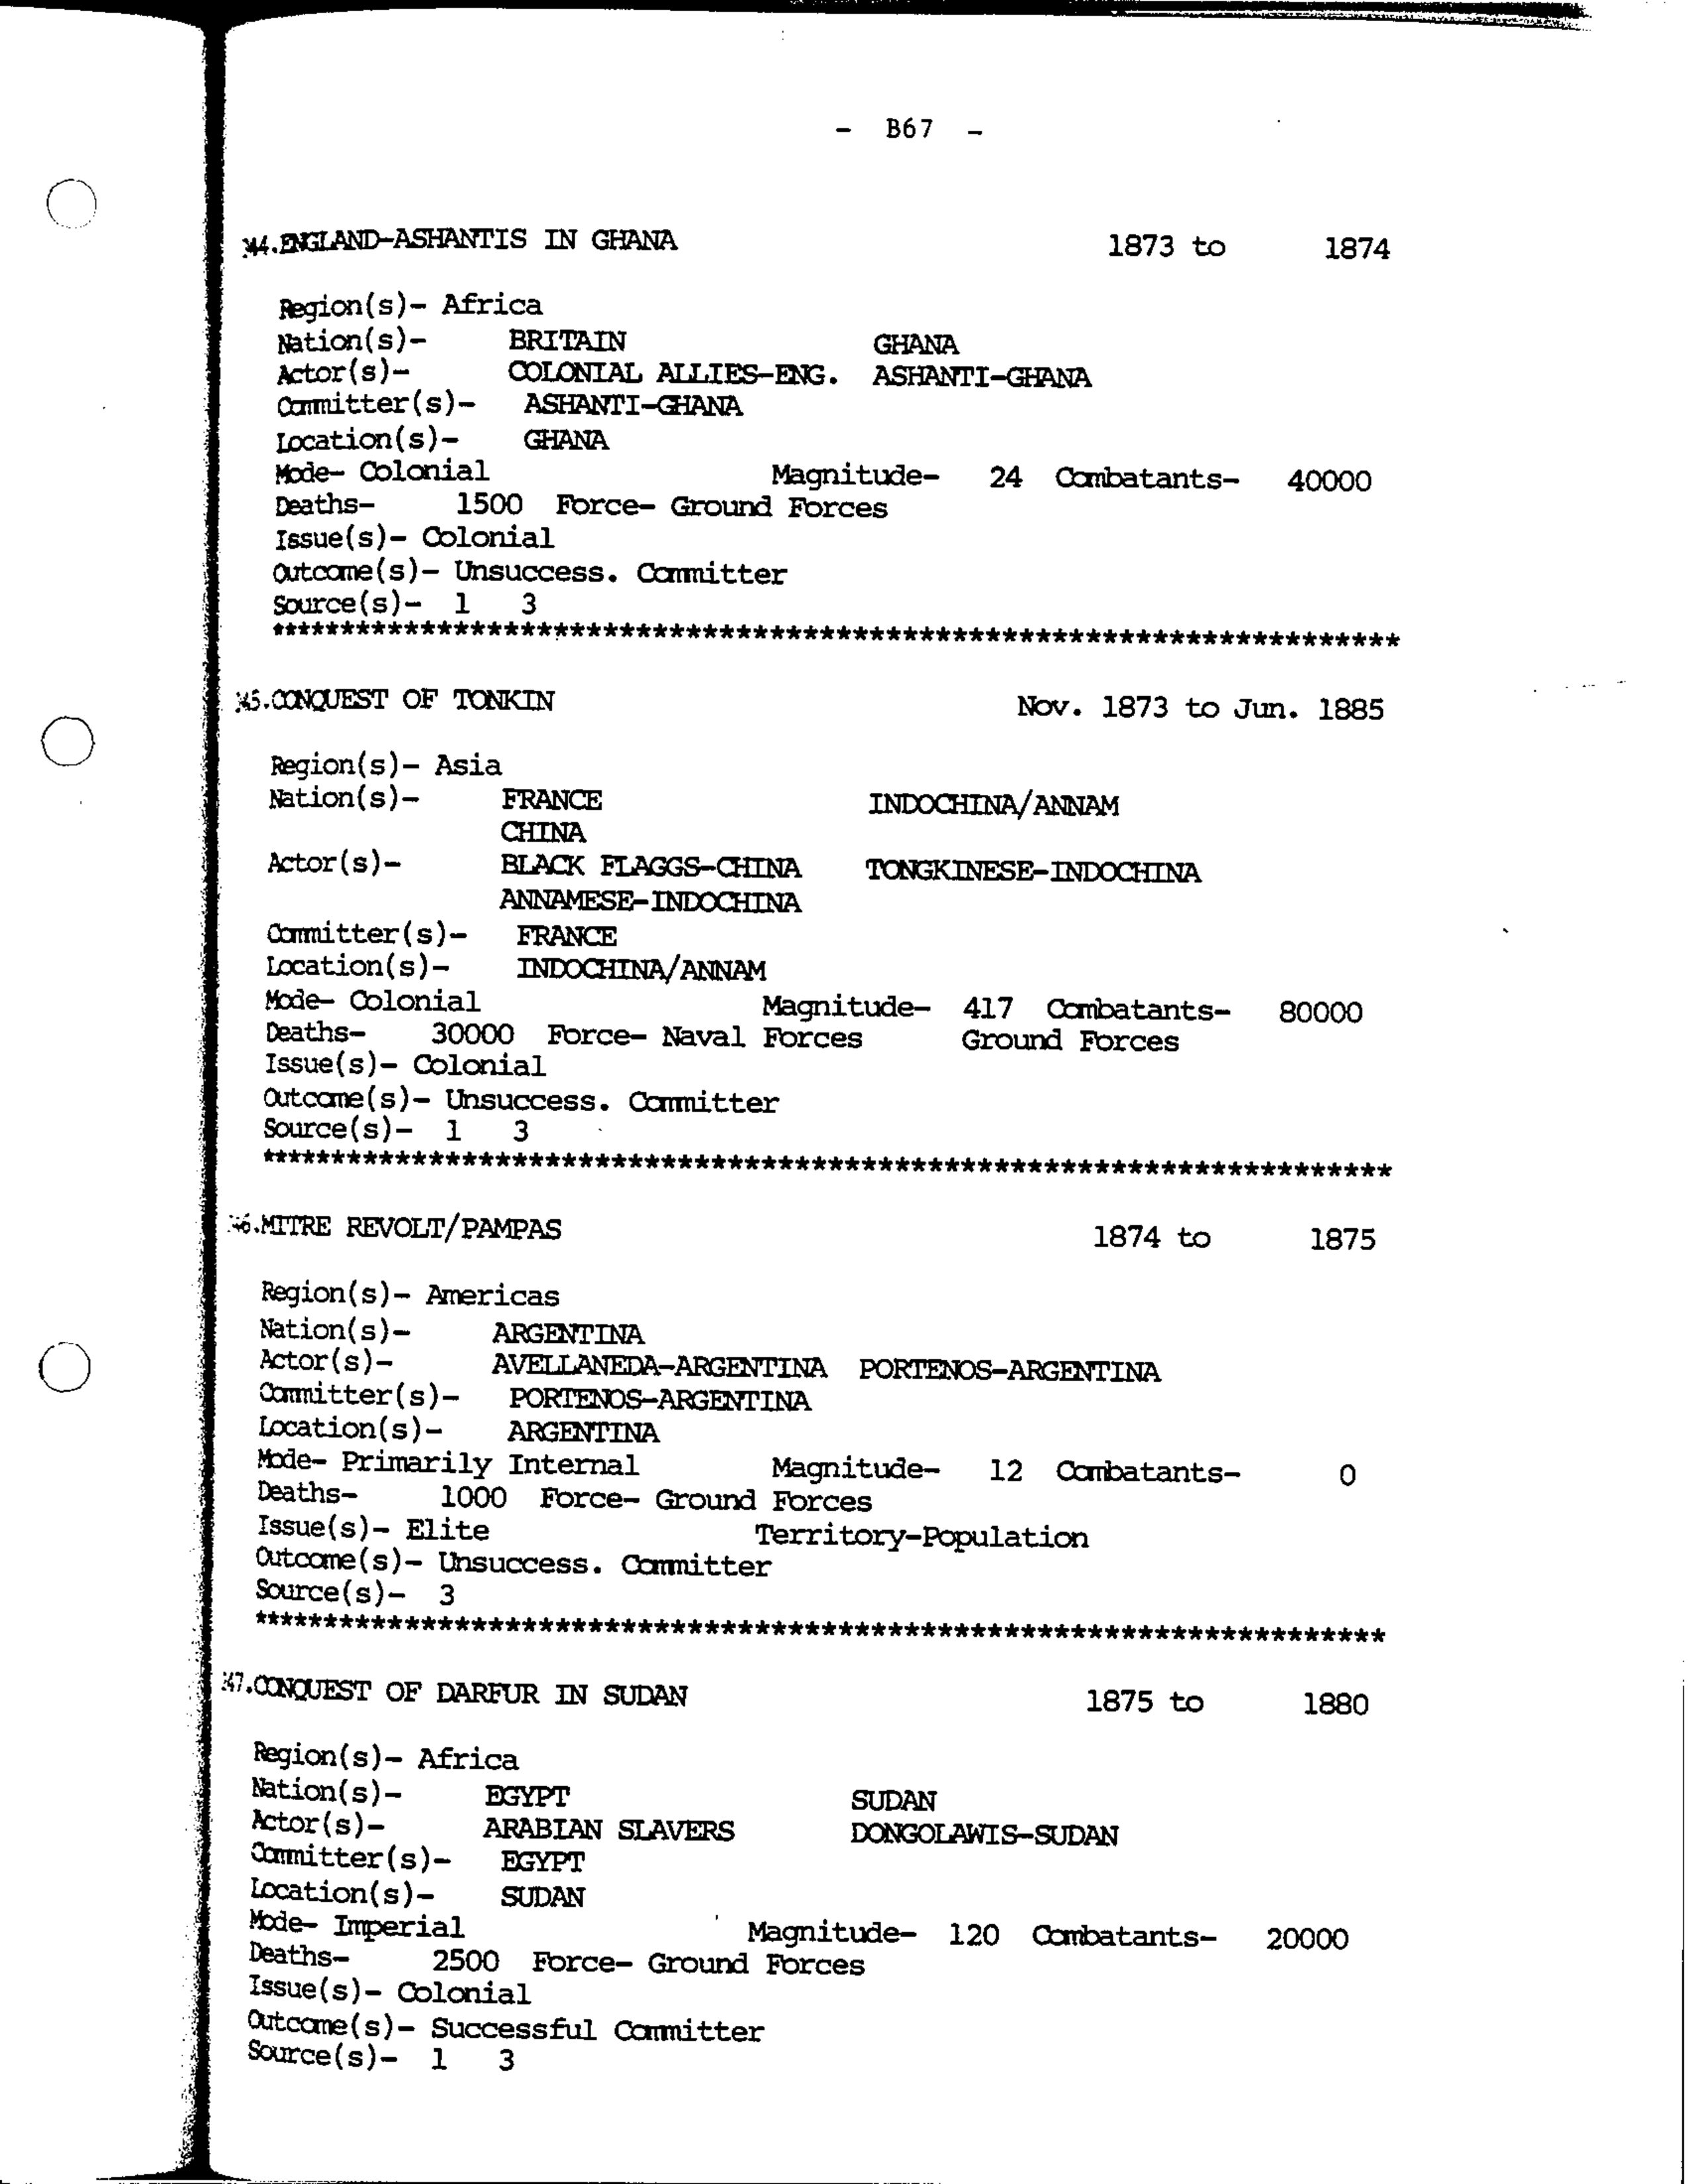 - B67 -
44.ENGLAND-ASHANTIS IN GHANA 1873 to 1874
Region(s)- Africa
Nation(s)- BRITAIN GHANA
Actor(s)- COLONIAL ALLIES-ENG. ASHANTI-GHANA
Committer(s)- ASHANTI-GHANA
Location(s)- GHANA
Mode- Colonial Magnitude- 24 Combatants- 40000
Deaths- 1500 Force- Ground Forces
Issue(s)- Colonial
Outcome(s)- Unsuccess. Committer
Source(s)- 1 3
********************************************************************
45.CONQUEST OF TONKIN Nov. 1873 to Jun. 1885
Region(s)- Asia
Nation(s)- FRANCE INDOCHINA/ANNAM
CHINA
Actor(s)- BLACK FLAGGS-CHINA TONGKINESE-INDOCHINA
ANNAMESE-INDOCHINA
Committer(s)- FRANCE
Location(s)- INDOCHINA/ANNAM
Mode- Colonial Magnitude- 417 Combatants- 80000
Deaths- 30000 Force- Naval Forces Ground Forces
Issue(s)- Colonial
Outcome(s)- Unsuccess. Committer
Source(s)- 1 3
********************************************************************
46.MITRE REVOLT/PAMPAS 1874 to 1875
Region(s)- Americas
Nation(s)- ARGENTINA
Actor(s)- AVELLANEDA-ARGENTINA PORTENOS-ARGENTINA
Committer(s)- PORTENOS-ARGENTINA
Location(s)- ARGENTINA
Mode- Primarily Internal Magnitude- 12 Combatants- 0
Deaths- 1000 Force- Ground Forces
Issue(s)- Elite Territory-Population
Outcome(s)- Unsuccess. Committer
Source(s)- 3
********************************************************************
47.CONQUEST OF DARFUR IN SUDAN 1875 to 1880
Region(s)- Africa
Nation(s)- EGYPT SUDAN
Actor(s)- ARABIAN SLAVERS DONGOLAWIS-SUDAN
Committer(s)- EGYPT
Location(s)- SUDAN
Mode- Imperial Magnitude- 120 Combatants- 20000
Deaths- 2500 Force- Ground Forces
Issue(s)- Colonial
Outcome(s)- Successful Committer
Source(s)- 1 3